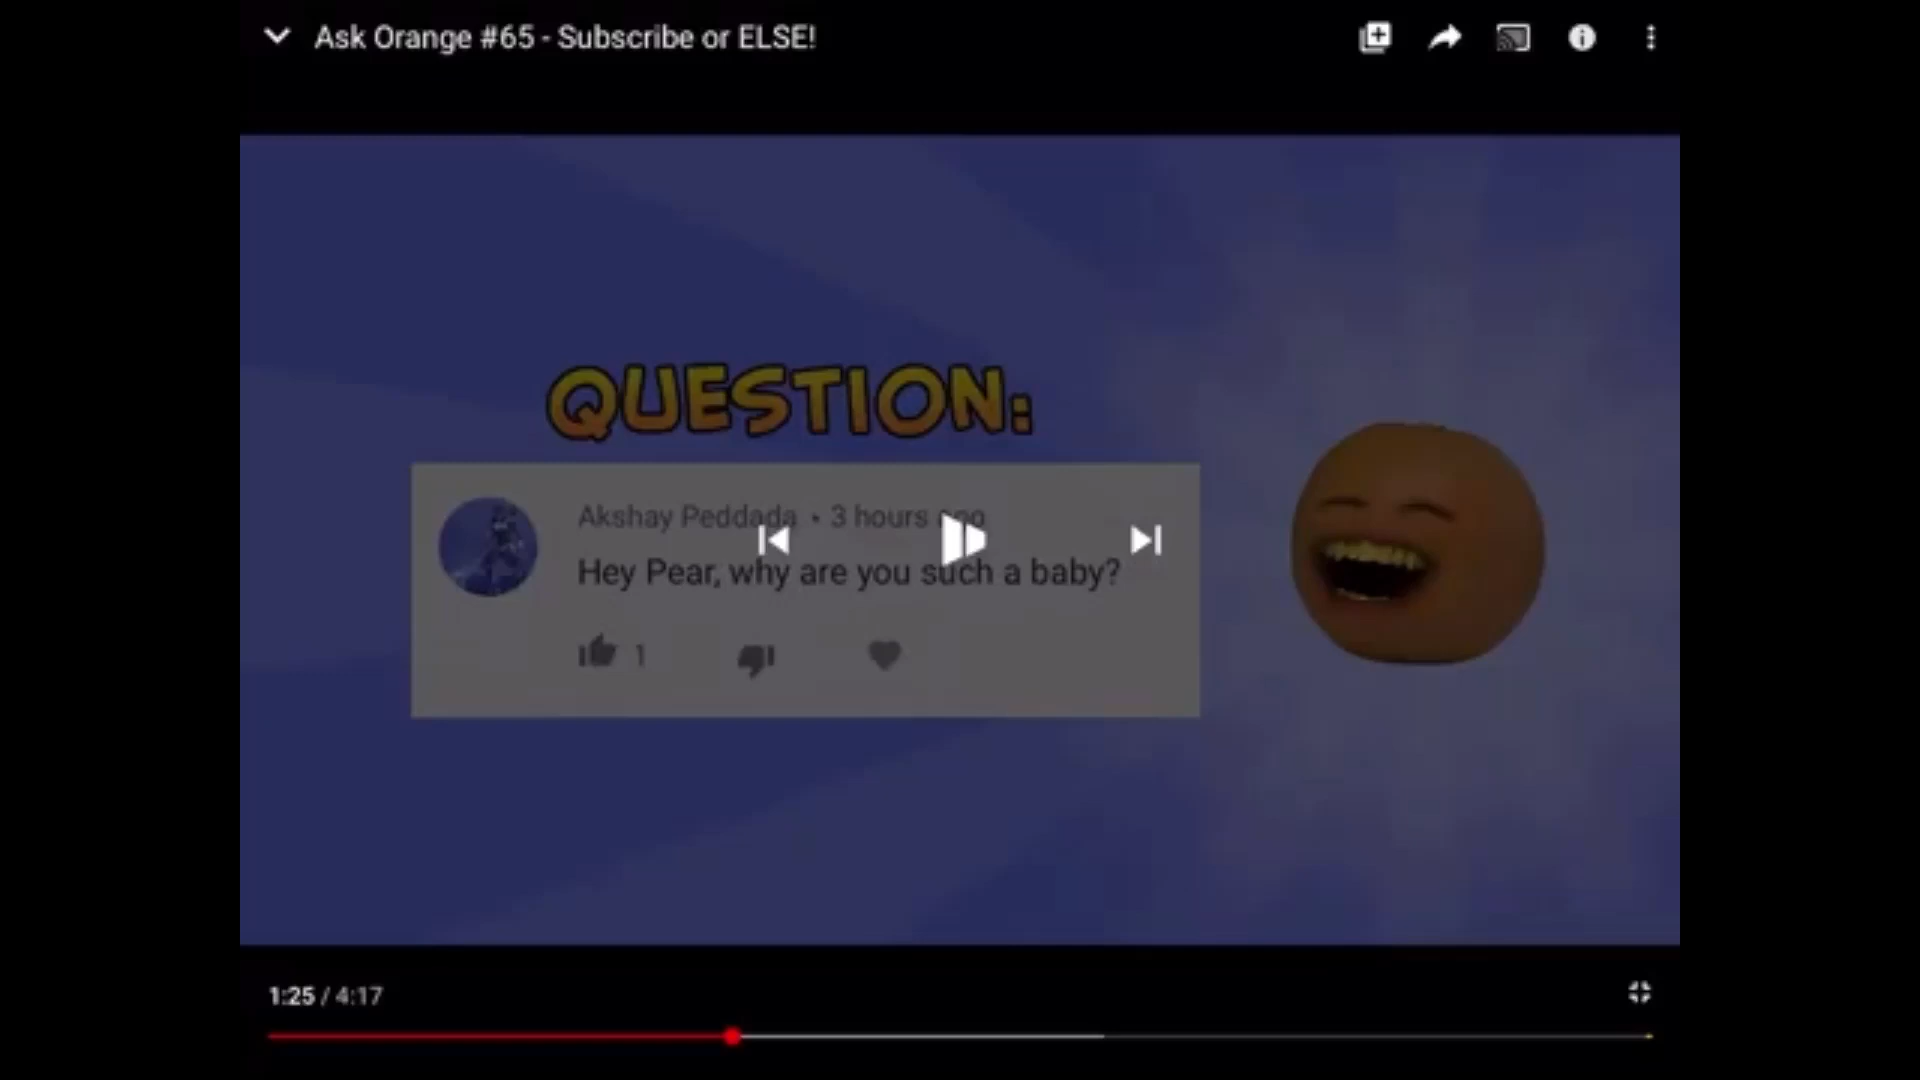 Ask Orange #65 - Subscribe or ELSE!
QUESTION:
Akshay Peddada • 3 hours ago
Hey Pear, why are you such a baby?
1
1:25 / 4:17